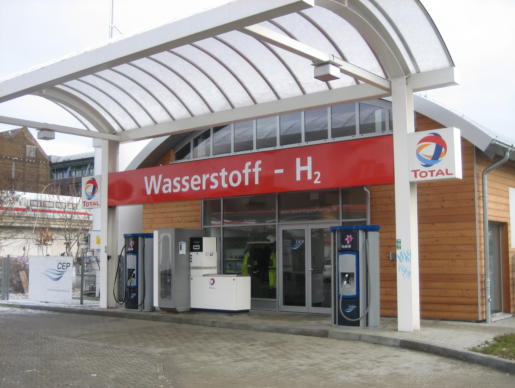 Wasserstoff - H₂
TOTAL
TOTAL
CEP